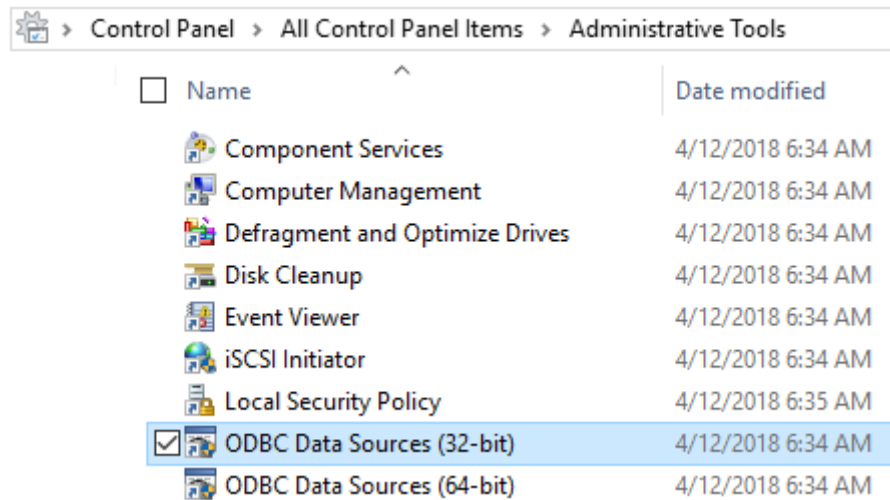 Control Panel > All Control Panel Items > Administrative Tools
Name Date modified
Component Services 4/12/2018 6:34 AM
Computer Management 4/12/2018 6:34 AM
Defragment and Optimize Drives 4/12/2018 6:34 AM
Disk Cleanup 4/12/2018 6:34 AM
Event Viewer 4/12/2018 6:34 AM
iSCSI Initiator 4/12/2018 6:34 AM
Local Security Policy 4/12/2018 6:35 AM
ODBC Data Sources (32-bit) 4/12/2018 6:34 AM
ODBC Data Sources (64-bit) 4/12/2018 6:34 AM